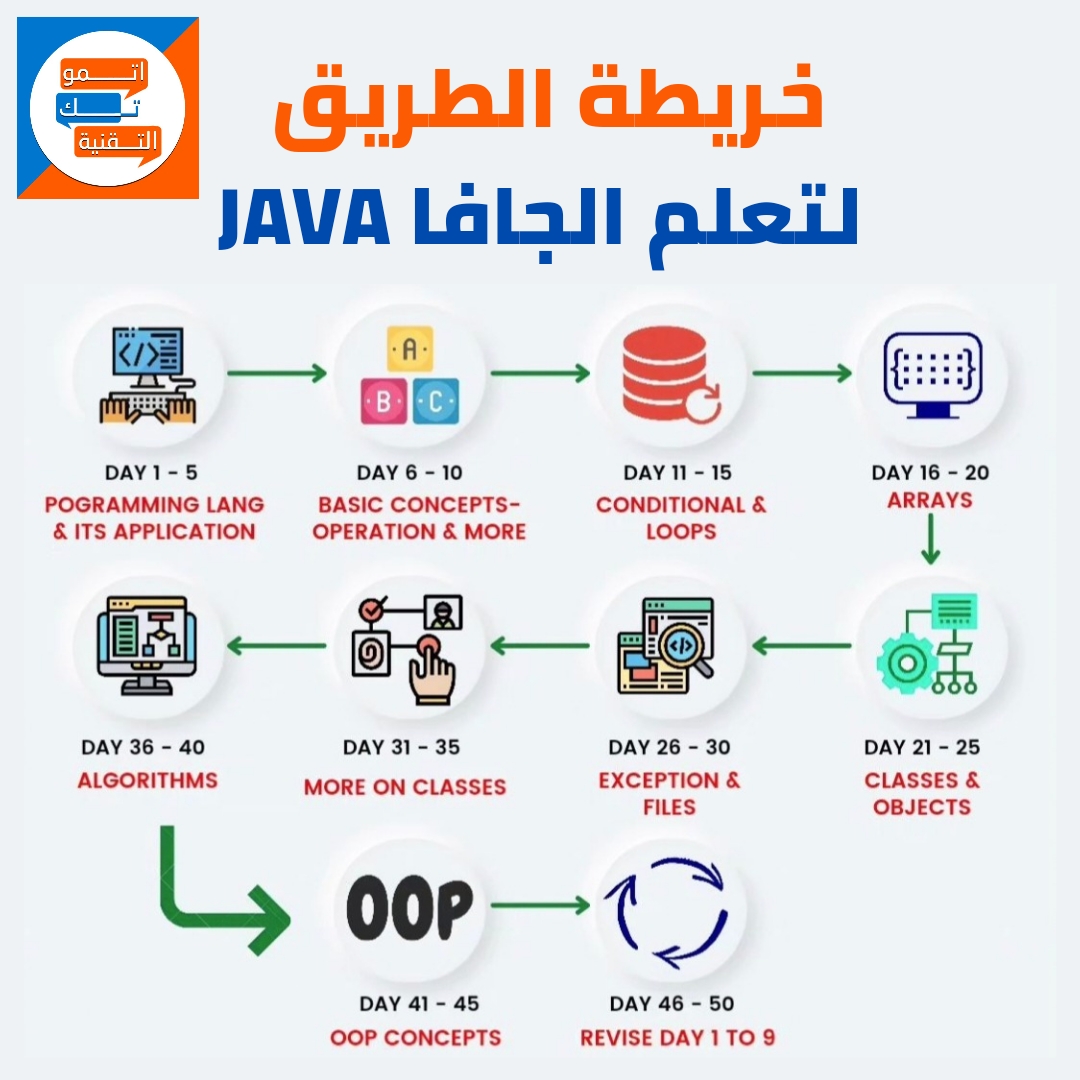 اتـــمو
تـــك
التـــقنية
خريطة الطريق
لتعلم الجافا JAVA
A
B C
DAY 1 - 5
POGRAMMING LANG
& ITS APPLICATION
DAY 6 - 10
BASIC CONCEPTS-
OPERATION & MORE
DAY 11 - 15
CONDITIONAL &
LOOPS
DAY 16 - 20
ARRAYS
DAY 21 - 25
CLASSES &
OBJECTS
DAY 26 - 30
EXCEPTION &
FILES
DAY 31 - 35
MORE ON CLASSES
DAY 36 - 40
ALGORITHMS
OOP
DAY 41 - 45
OOP CONCEPTS
DAY 46 - 50
REVISE DAY 1 TO 9